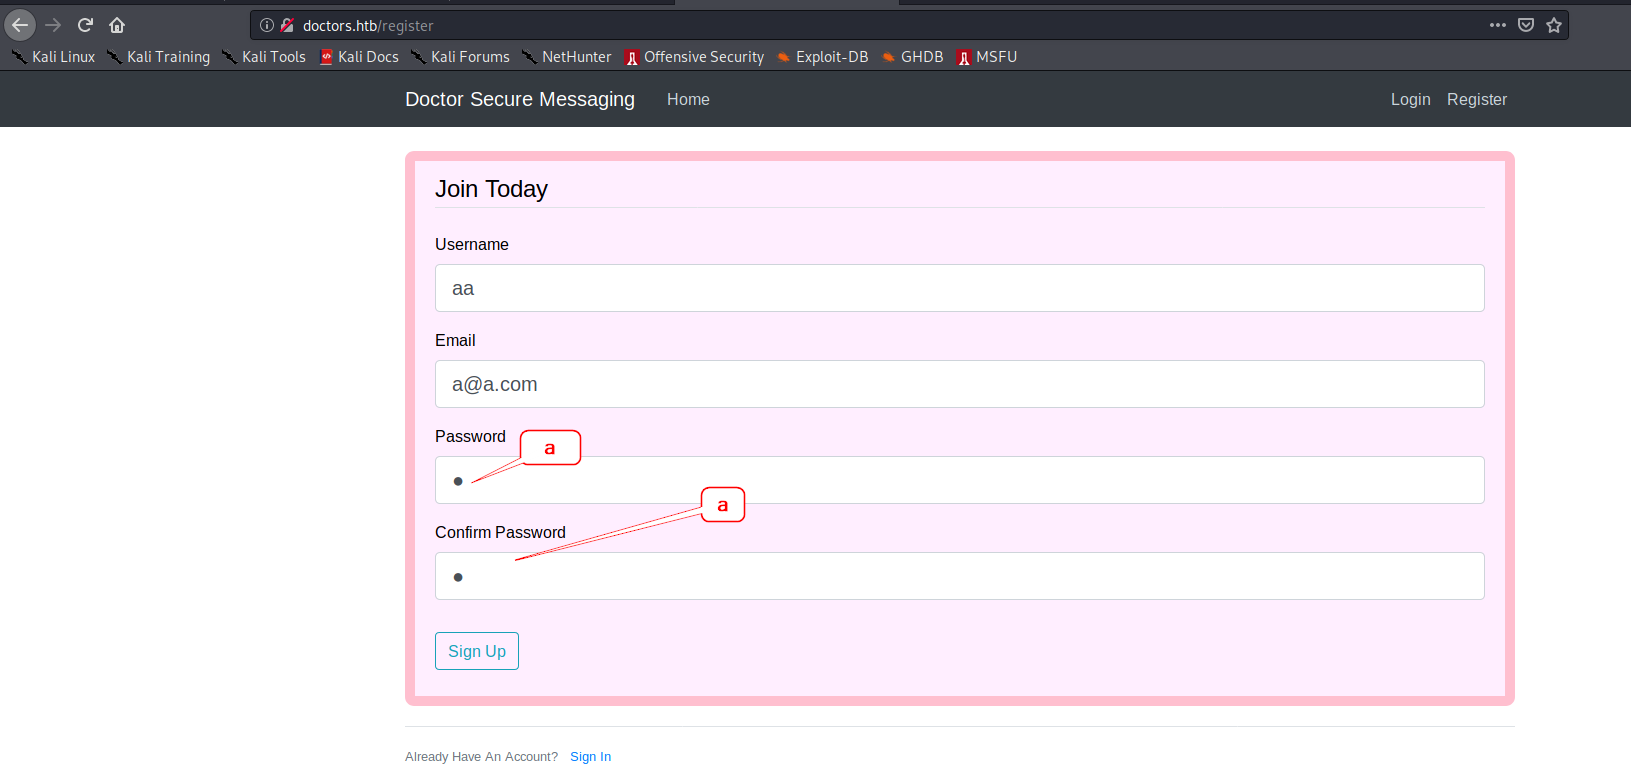 doctors.htb/register
Kali Linux Kali Training Kali Tools Kali Docs Kali Forums NetHunter Offensive Security Exploit-DB GHDB MSFU
Doctor Secure Messaging Home Login Register
Join Today
Username
aa
Email
a@a.com
Password
a
a
Confirm Password
Sign Up
Already Have An Account? Sign In